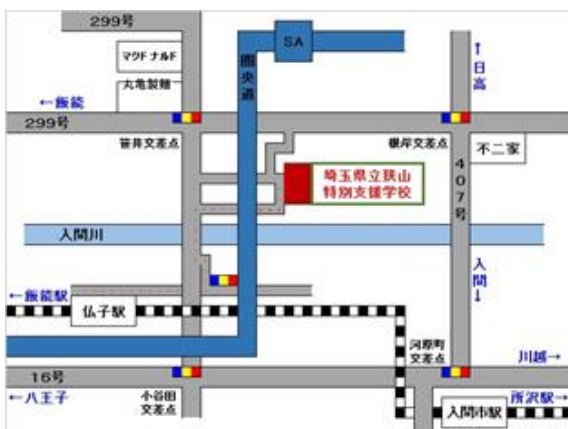 299号
SA
マクドナルド
丸亀製麺
圏央道
↑日高
←飯能
299号
笹井交差点
根岸交差点
不二家
407号
埼玉県立狭山
特別支援学校
入間川
入間↓
←飯能駅
仏子駅
河原町
交差点
川越→
16号
←八王子
小谷田
交差点
所沢駅→
入間市駅